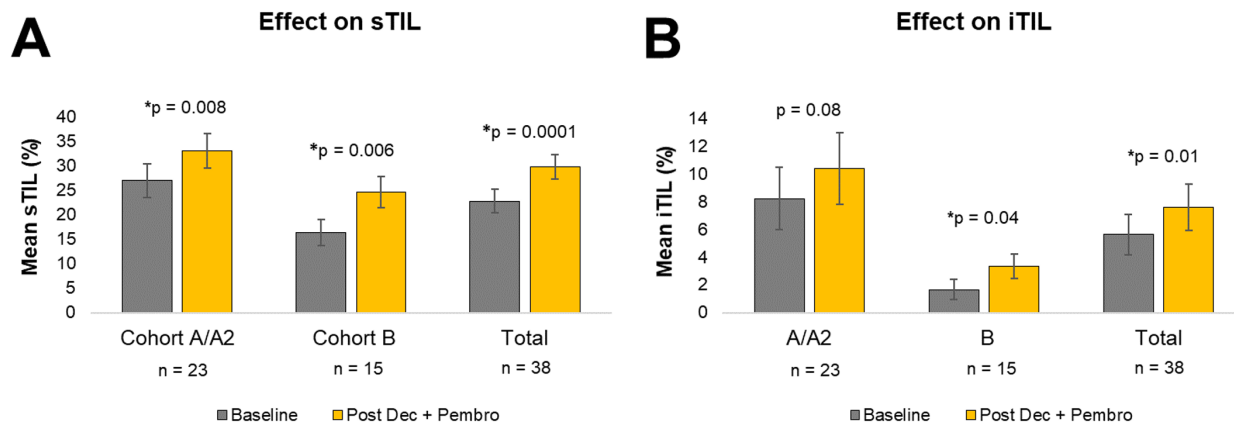 A
Effect on sTIL
Mean sTIL (%)
40
35
30
25
20
15
10
5
0
*p = 0.008
*p = 0.006
*p = 0.0001
Cohort A/A2
Cohort B
Total
n = 23
n = 15
n = 38
Baseline
Post Dec + Pembro
B
Effect on iTIL
Mean iTIL (%)
14
12
10
8
6
4
2
0
p = 0.08
*p = 0.04
*p = 0.01
A/A2
B
Total
n = 23
n = 15
n = 38
Baseline
Post Dec + Pembro